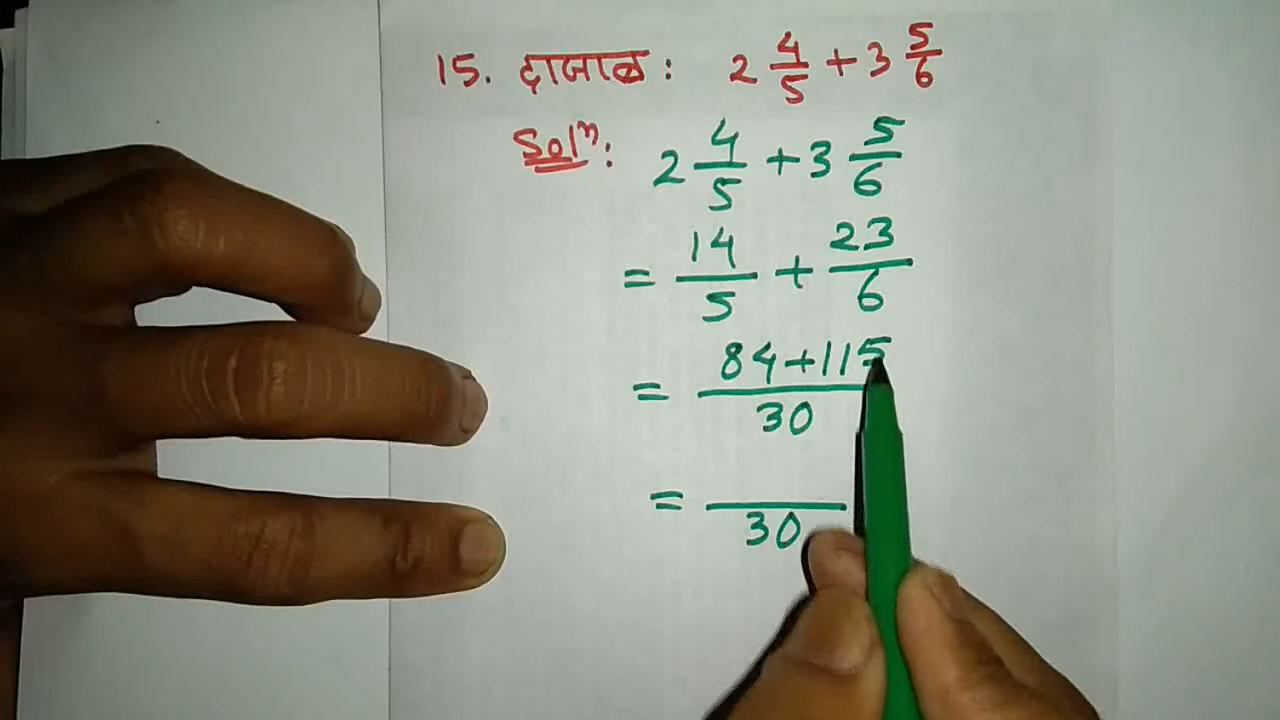 15. दाजाब : 2 4/5 + 3 5/6
Solⁿ: 2 4/5 + 3 5/6
= 14/5 + 23/6
= 84+115/30
= /30